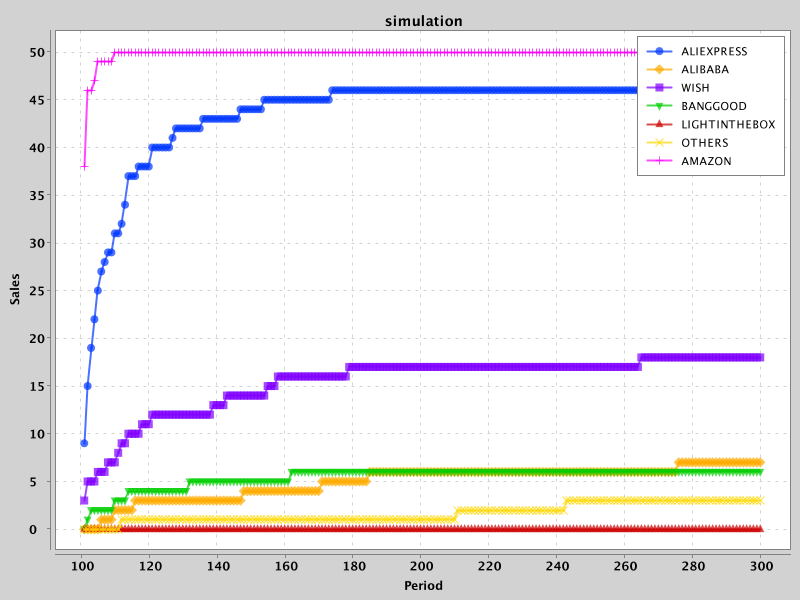 simulation
Sales
50
45
40
35
30
25
20
15
10
5
0
ALIEXPRESS
ALIBABA
WISH
BANGGOOD
LIGHTINTHEBOX
OTHERS
AMAZON
100 120 140 160 180 200 220 240 260 280 300
Period